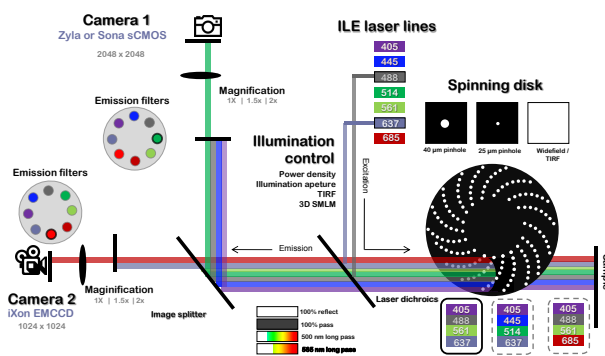 Camera 1
Zyla or Sona sCMOS
2048 x 2048
ILE laser lines
405
445
488
514
561
637
685
Magnification
1X | 1.5x | 2x
Emission filters
Spinning disk
40 µm pinhole
25 µm pinhole
Widefield /
TIRF
Illumination
control
Power density
Illumination apeture
TIRF
3D SMLM
Excitation
Emission filters
Emission
Camera 2
iXon EMCCD
1024 x 1024
Maginification
1X | 1.5x | 2x
Image splitter
100% reflect
100% pass
500 nm long pass
565 nm long pass
Laser dichroics
405
488
561
637
405
445
514
637
405
488
561
685